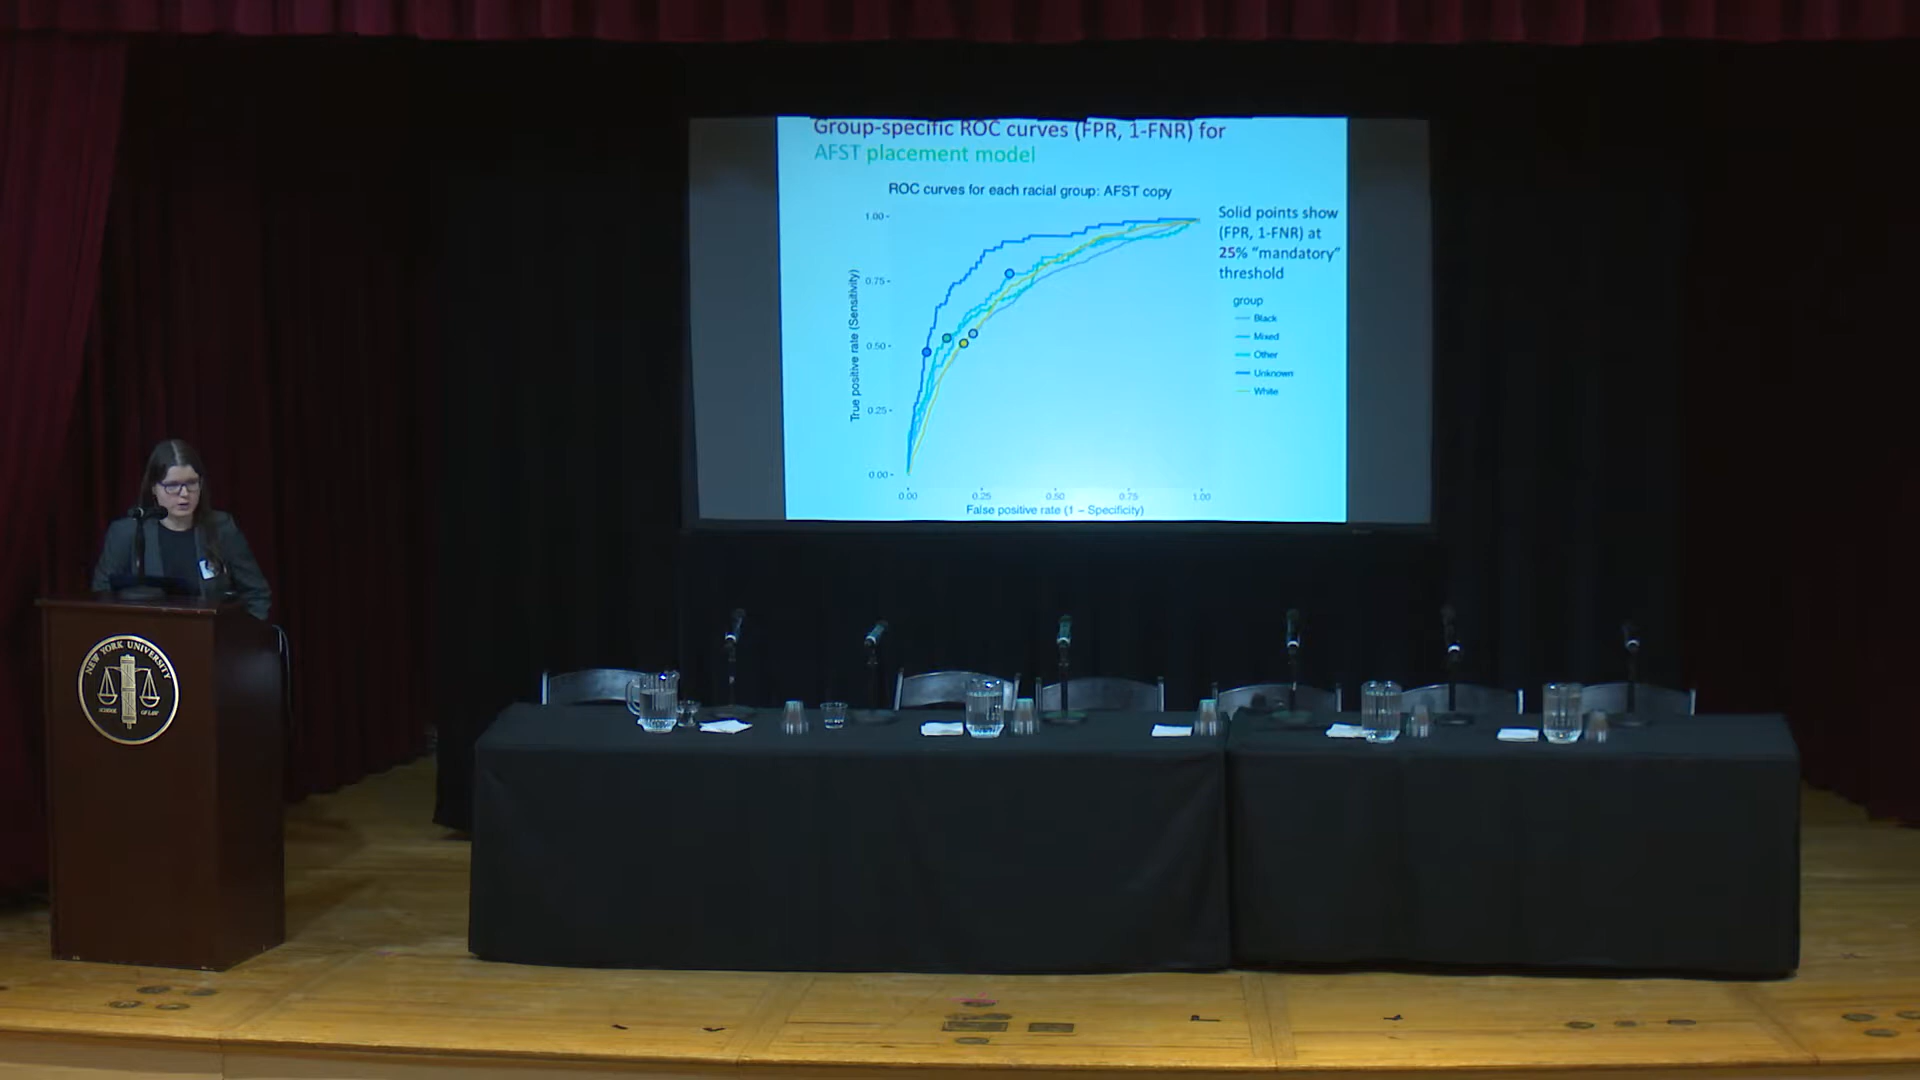 Group-specific ROC curves (FPR, 1-FNR) for
AFST placement model
ROC curves for each racial group: AFST copy
Solid points show
(FPR, 1-FNR) at
25% "mandatory"
threshold
group
Black
Mixed
Other
Unknown
White
True positive rate (Sensitivity)
1.00
0.75
0.50
0.25
0.00
0.00
0.25
0.50
0.75
1.00
False positive rate (1 – Specificity)
NEW YORK UNIVERSITY
SCHOOL OF LAW